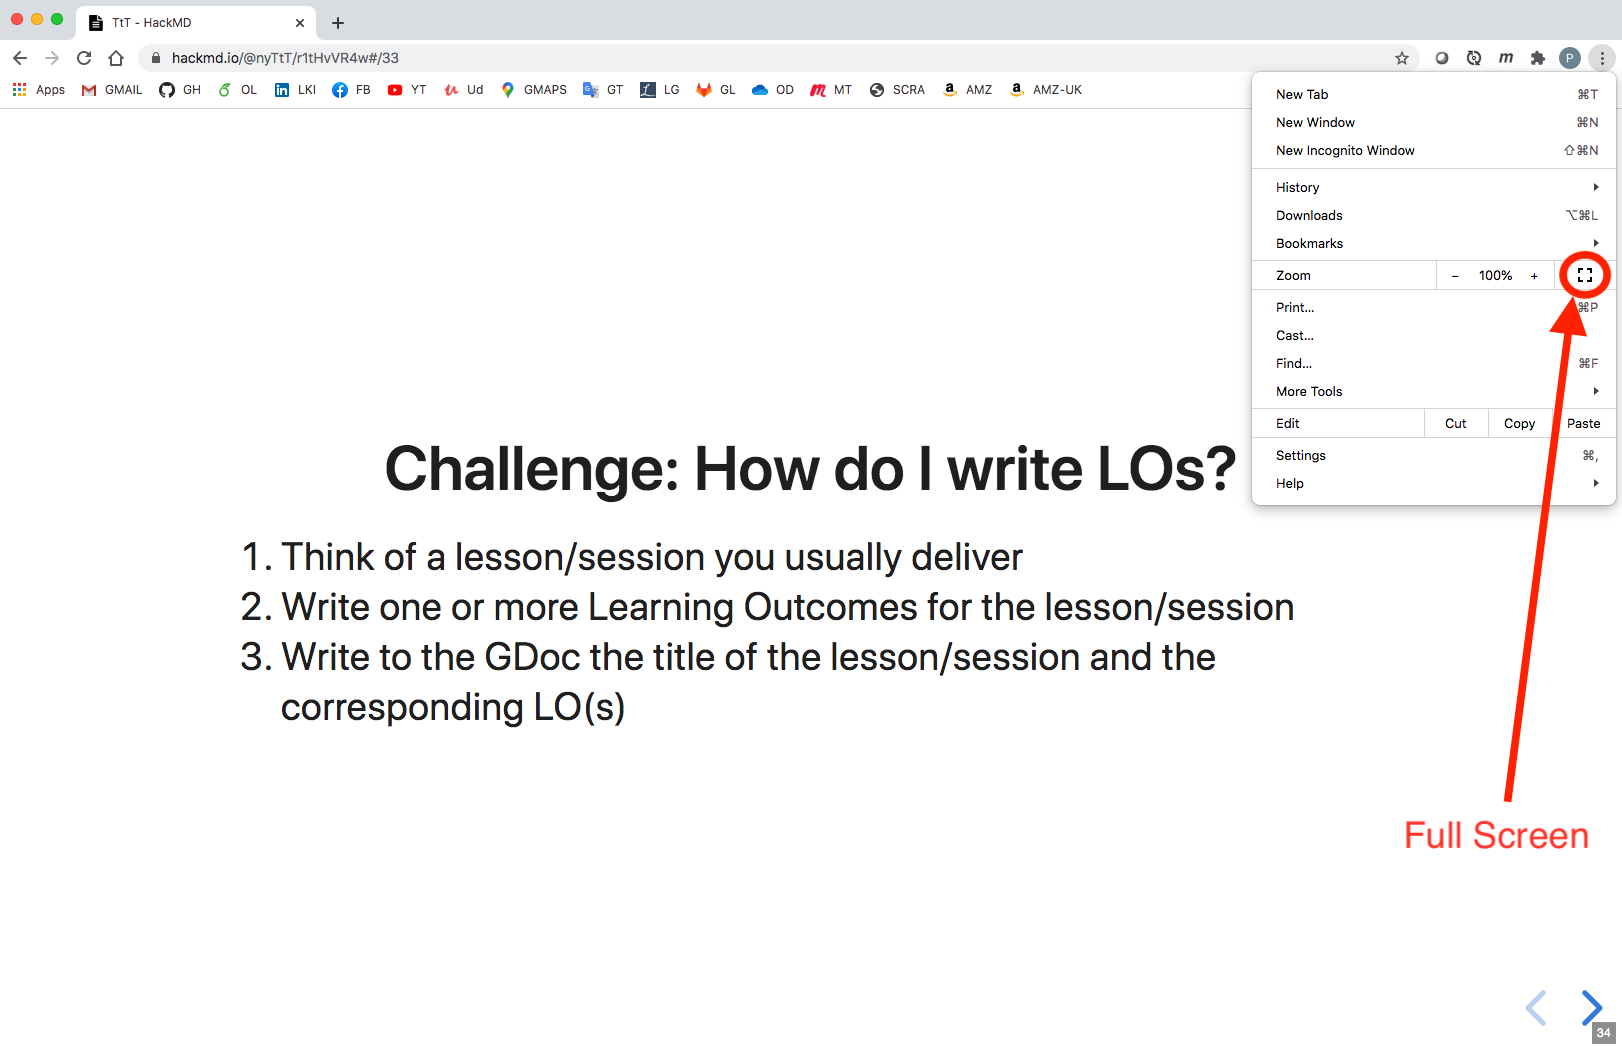 TtT - HackMD
hackmd.io/@nyTtT/r1tHvVR4w#/33
m
P
Apps GMAIL GH OL LKI FB YT Ud GMAPS GT LG GL OD MT SCRA AMZ AMZ-UK
New Tab ⌘T
New Window ⌘N
New Incognito Window ⇧⌘N
History
Downloads ⌥⌘L
Bookmarks
Zoom - 100% +
Print... ⌘P
Cast...
Find... ⌘F
More Tools
Edit Cut Copy Paste
Settings ⌘,
Help
Challenge: How do I write LOs?
1. Think of a lesson/session you usually deliver
2. Write one or more Learning Outcomes for the lesson/session
3. Write to the GDoc the title of the lesson/session and the
corresponding LO(s)
Full Screen
34